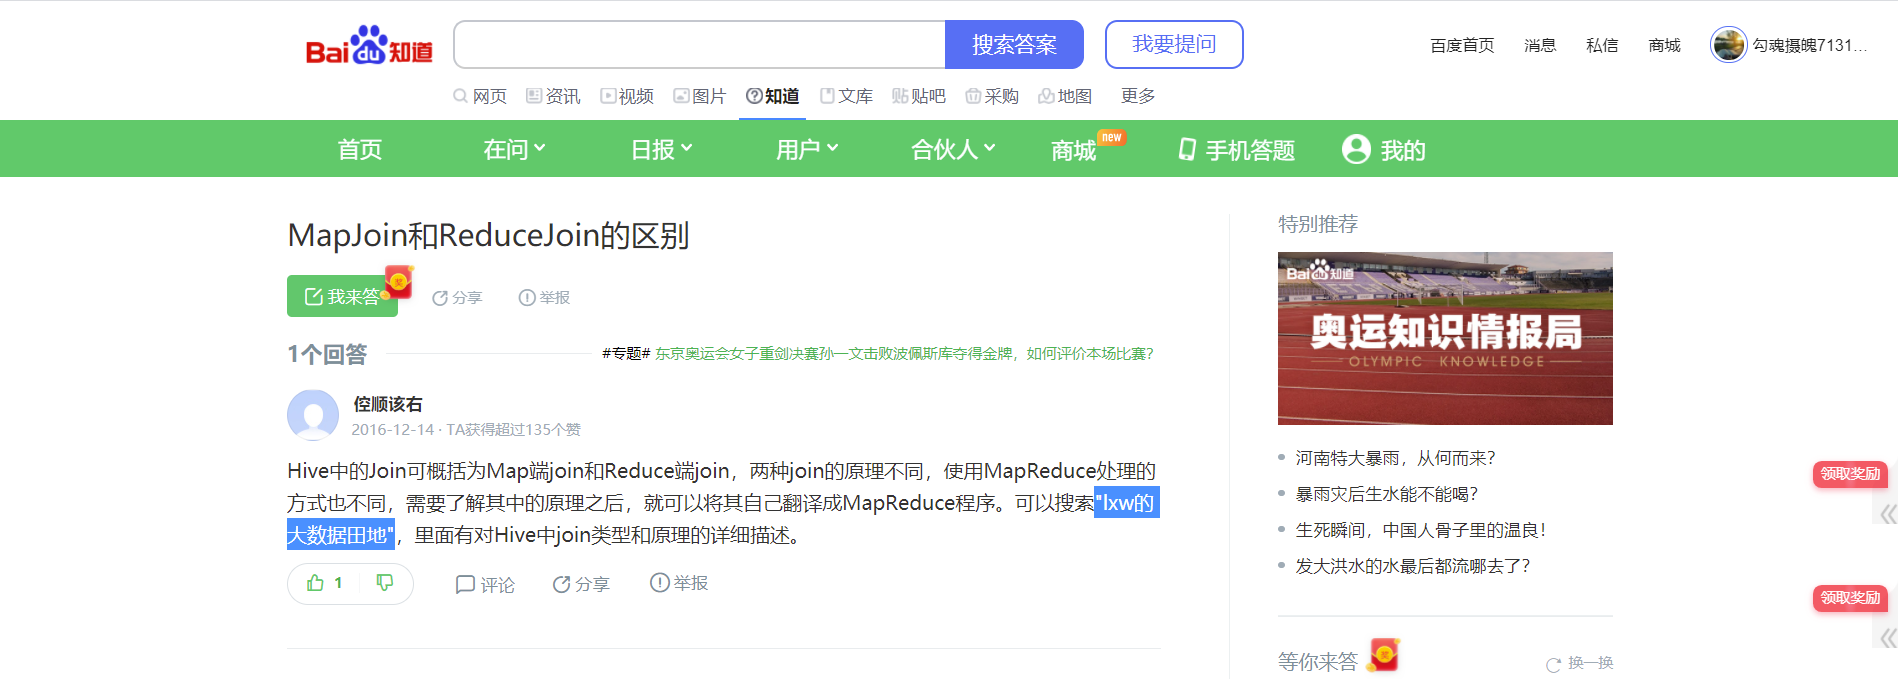 Bai du 知道
搜索答案
我要提问
百度首页 消息 私信 商城 勾魂摄魄7131...
网页 资讯 视频 图片 知道 文库 贴吧 采购 地图 更多
首页 在问 日报 用户 合伙人 商城 new 手机答题 我的
MapJoin和ReduceJoin的区别
我来答 奖 分享 举报
1个回答
#专题# 东京奥运会女子重剑决赛孙一文击败波佩斯库夺得金牌，如何评价本场比赛?
倥顺该右
2016-12-14 · TA获得超过135个赞
Hive中的Join可概括为Map端join和Reduce端join，两种join的原理不同，使用MapReduce处理的
方式也不同，需要了解其中的原理之后，就可以将其自己翻译成MapReduce程序。可以搜索"lxw的
大数据田地"，里面有对Hive中join类型和原理的详细描述。
1 评论 分享 举报
特别推荐
Bai du 知道
奥运知识情报局
OLYMPIC KNOWLEDGE
河南特大暴雨，从何而来?
暴雨灾后生水能不能喝?
生死瞬间，中国人骨子里的温良!
发大洪水的水最后都流哪去了?
等你来答 奖 换一换
领取奖励
领取奖励